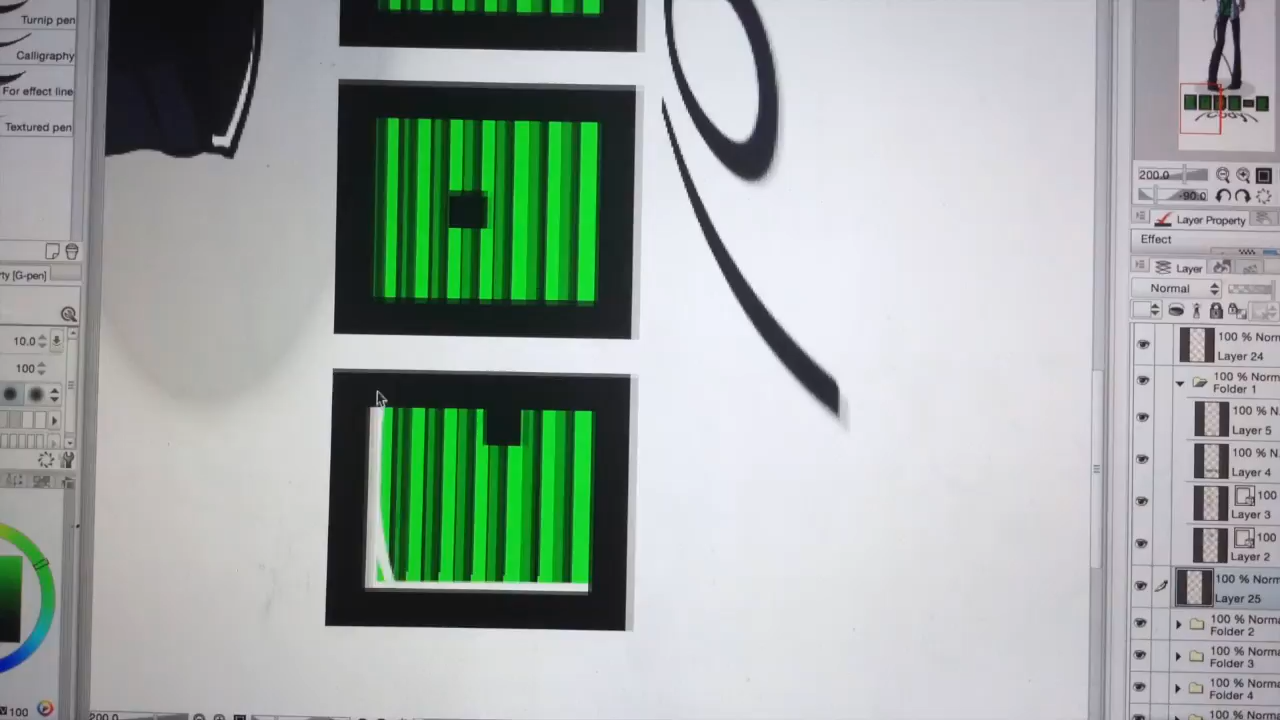 Turnip pen
Calligraphy
For effect line
Textured pen
rty [G-pen]
10.0
100
V 100
200.0
200.0
-90.0
Layer Property
Effect
Layer
Normal
100 % Norm
Layer 24
100 % Norm
Folder 1
100 % N
Layer 5
100 % N
Layer 4
100
Layer 3
100
Layer 2
100 % Norm
Layer 25
100 % Norma
Folder 2
100 % Norma
Folder 3
100 % Norma
Folder 4
100 % Norma